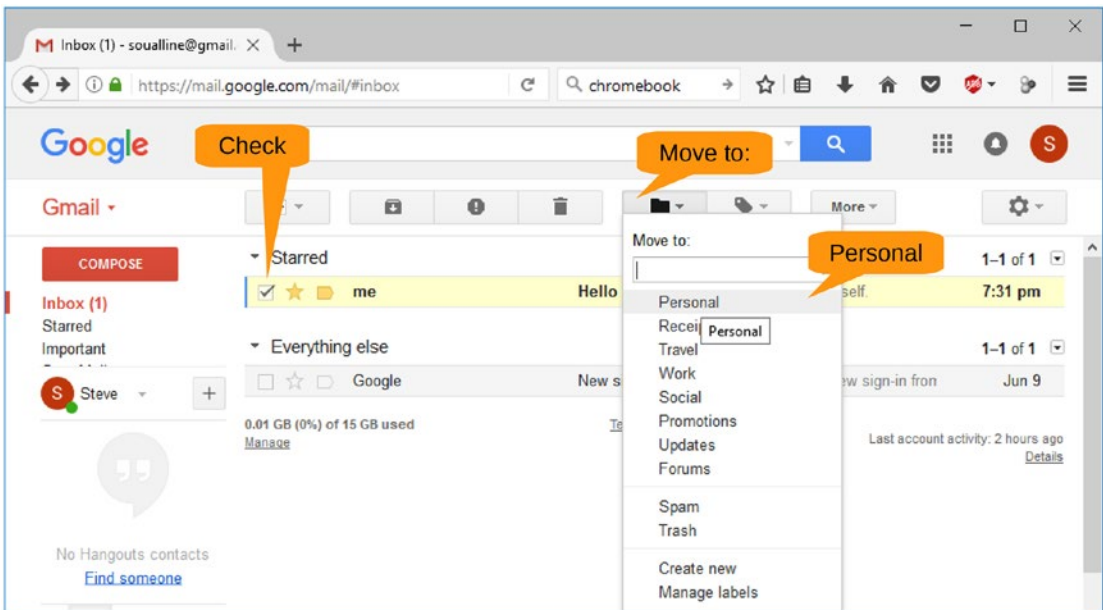 Inbox (1) - soualline@gmail.
https://mail.google.com/mail/#inbox
chromebook
ABP
Google
Check
Move to:
S
Gmail
More
COMPOSE
Starred
Move to:
Personal
1–1 of 1
Inbox (1)
me
Hello
self.
7:31 pm
Personal
Starred
Personal
Important
Everything else
Travel
1–1 of 1
Google
New s
Work
sign-in fron
Jun 9
S Steve
Social
0.01 GB (0%) of 15 GB used
Promotions
Manage
Updates
Last account activity: 2 hours ago
Forums
Details
Spam
Trash
No Hangouts contacts
Create new
Find someone
Manage labels